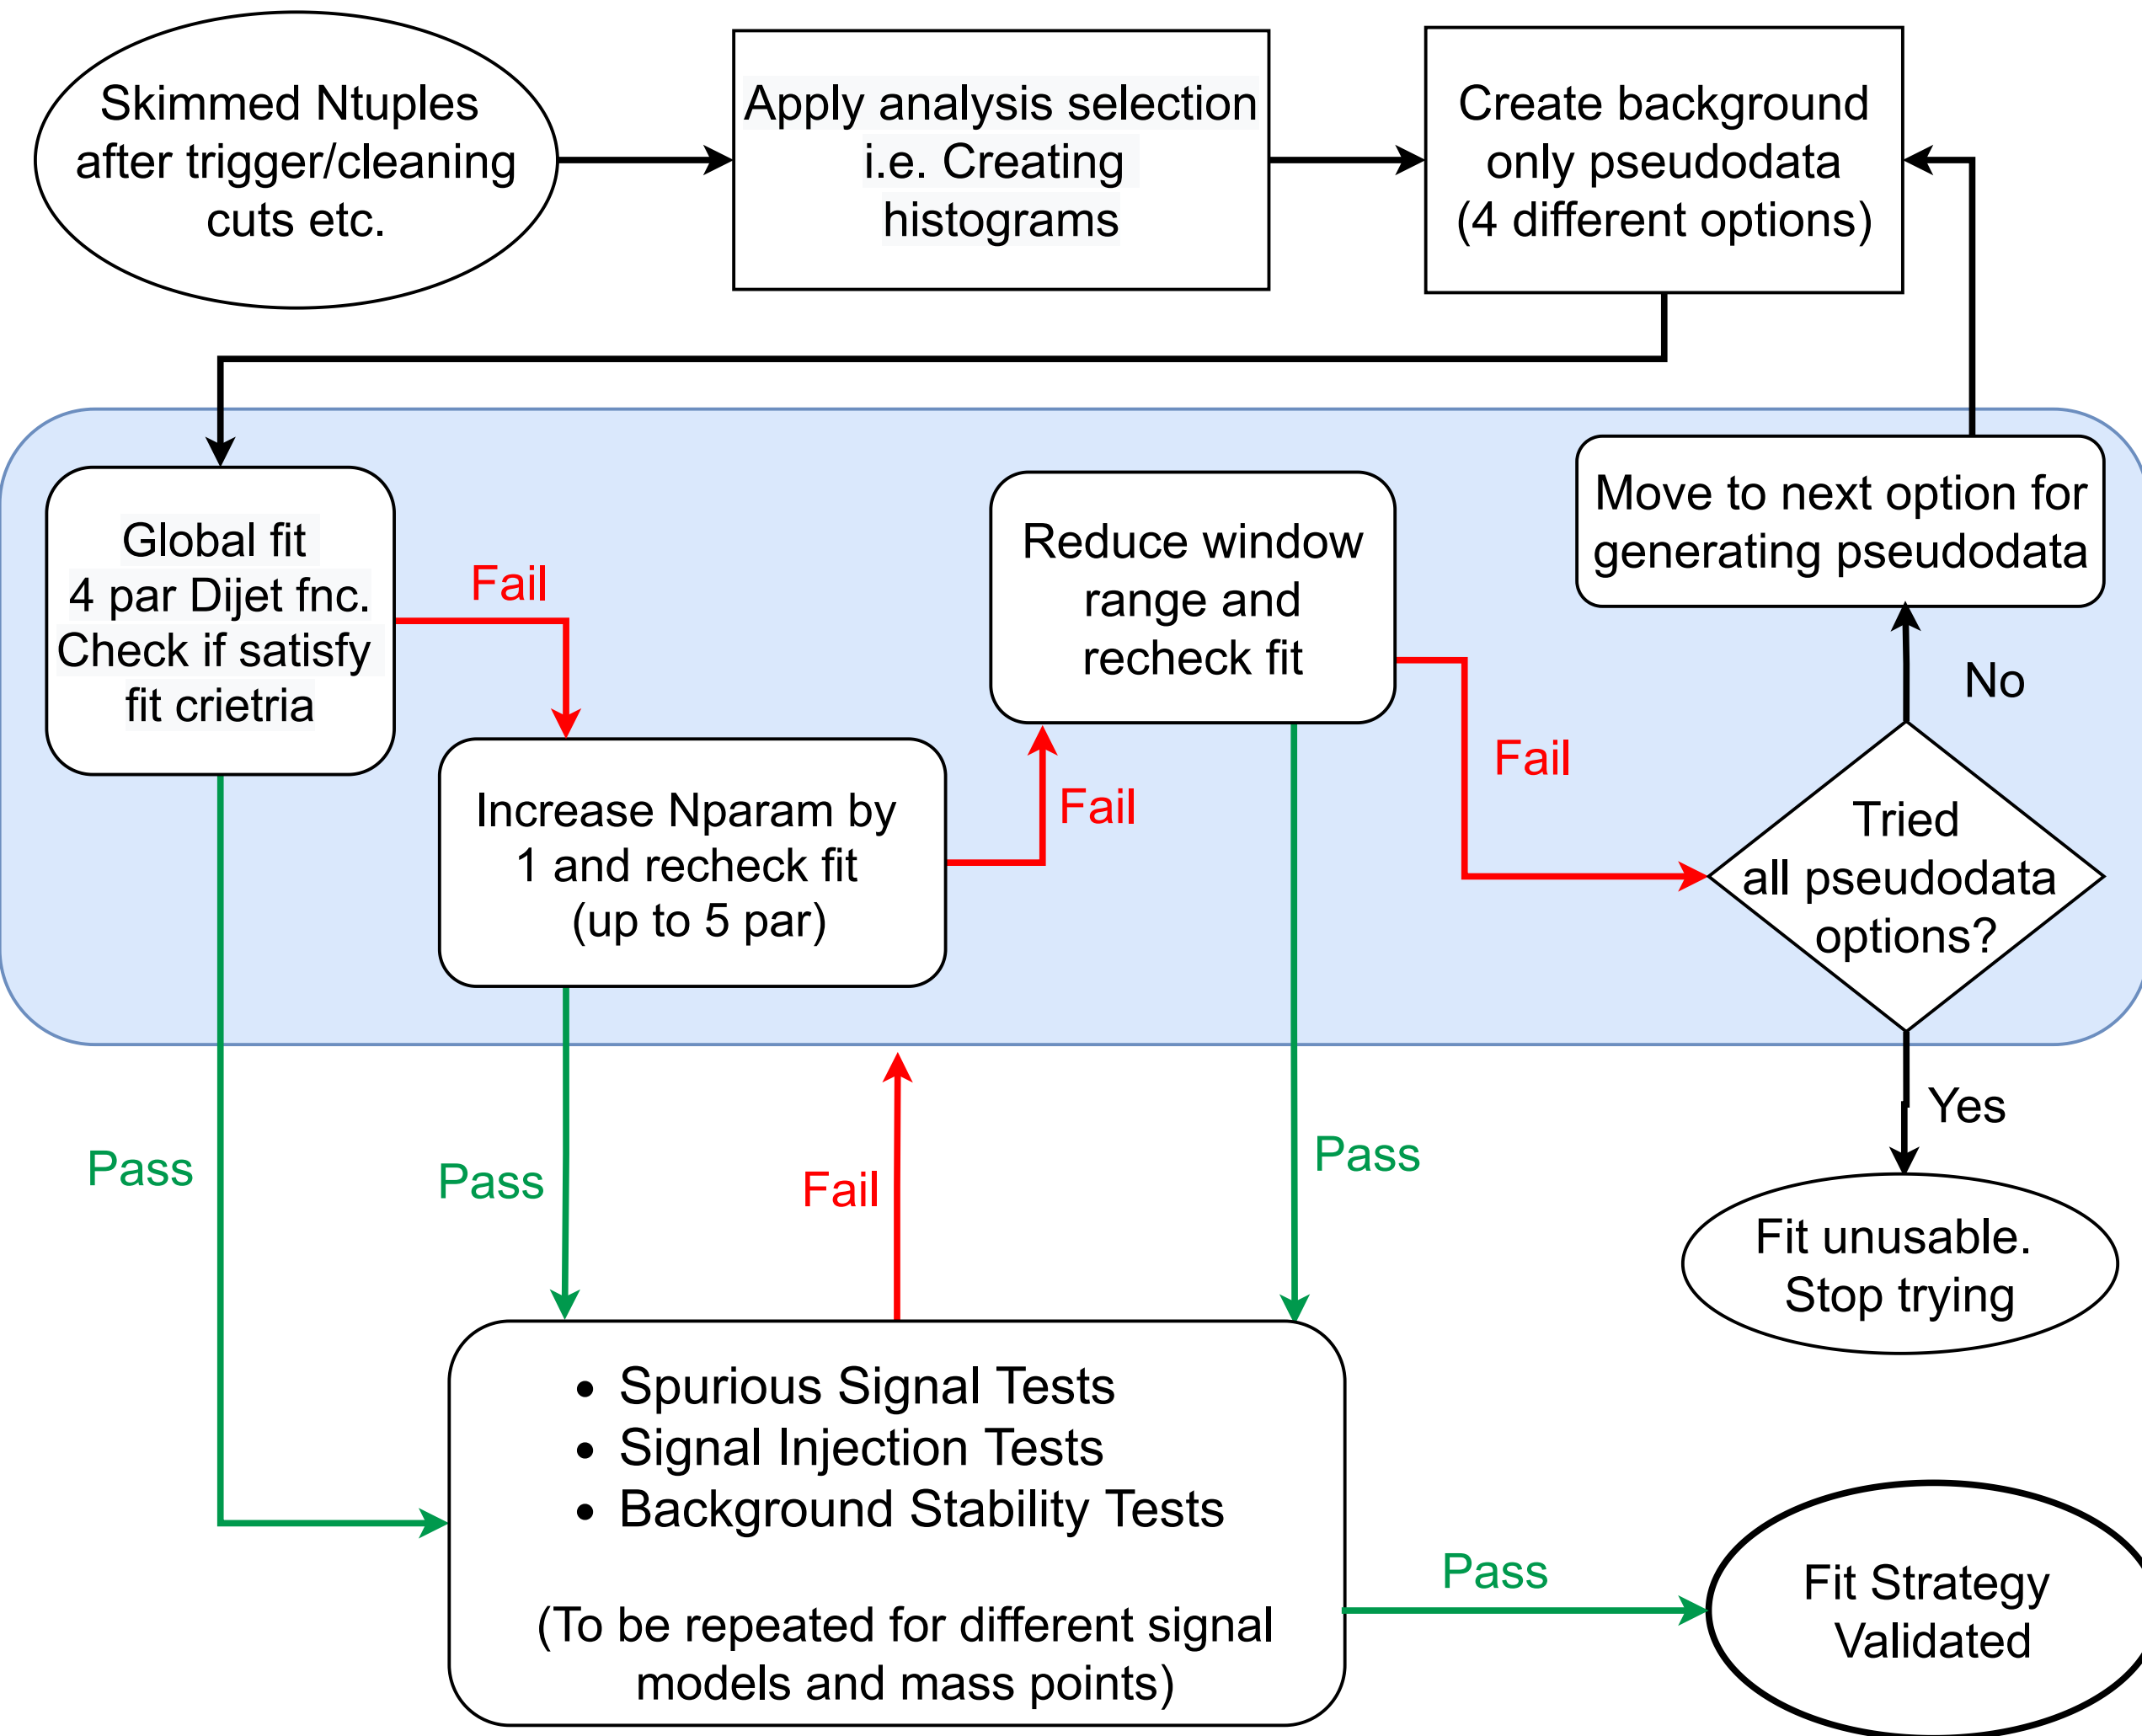 Skimmed Ntuples
after trigger/cleaning
cuts etc.
Apply analysis selection
i.e. Creating
histograms
Create background
only pseudodata
(4 different options)
Global fit
4 par Dijet fnc.
Check if satisfy
fit crietria
Fail
Increase Nparam by
1 and recheck fit
(up to 5 par)
Fail
Reduce window
range and
recheck fit
Fail
Move to next option for
generating pseudodata
No
Tried
all pseudodata
options?
Yes
Fit unusable.
Stop trying
Pass
Pass
Fail
Pass
• Spurious Signal Tests
• Signal Injection Tests
• Background Stability Tests
(To be repeated for different signal
models and mass points)
Pass
Fit Strategy
Validated